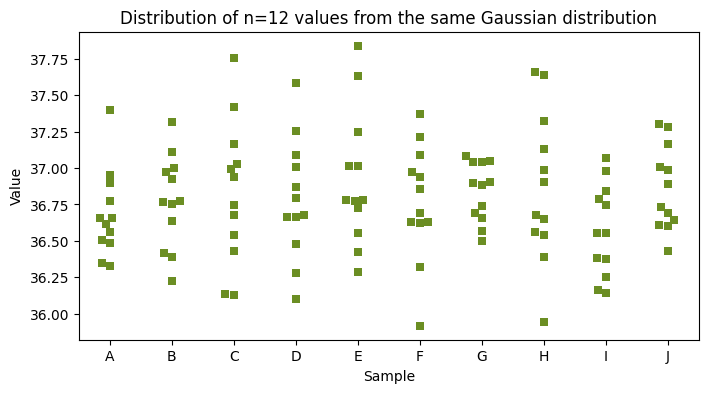 Distribution of n=12 values from the same Gaussian distribution
37.75
37.50
37.25
37.00
36.75
36.50
36.25
36.00
Value
A B C D E F G H I J
Sample